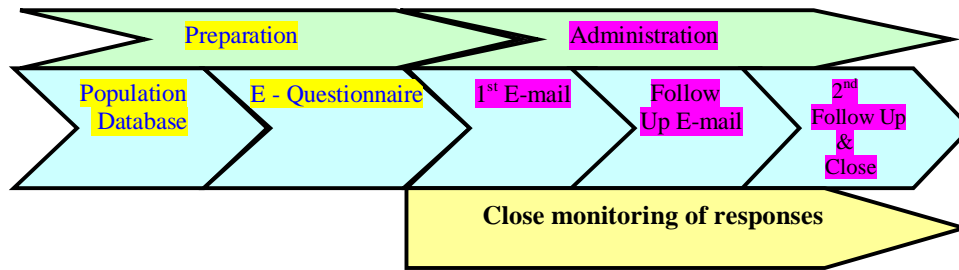 Preparation
Administration
Population
Database
E - Questionnaire
1st E-mail
Follow
Up E-mail
2nd
Follow Up
&
Close
Close monitoring of responses